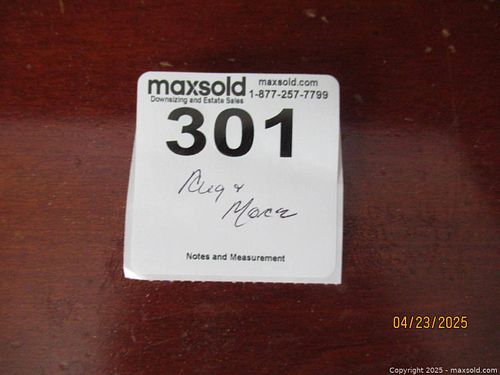 maxsold
maxsold.com
Downsizing and Estate Sales
1-877-257-7799
301
Rug &
More
Notes and Measurement
04/23/2025
Copyright 2025 - maxsold.com